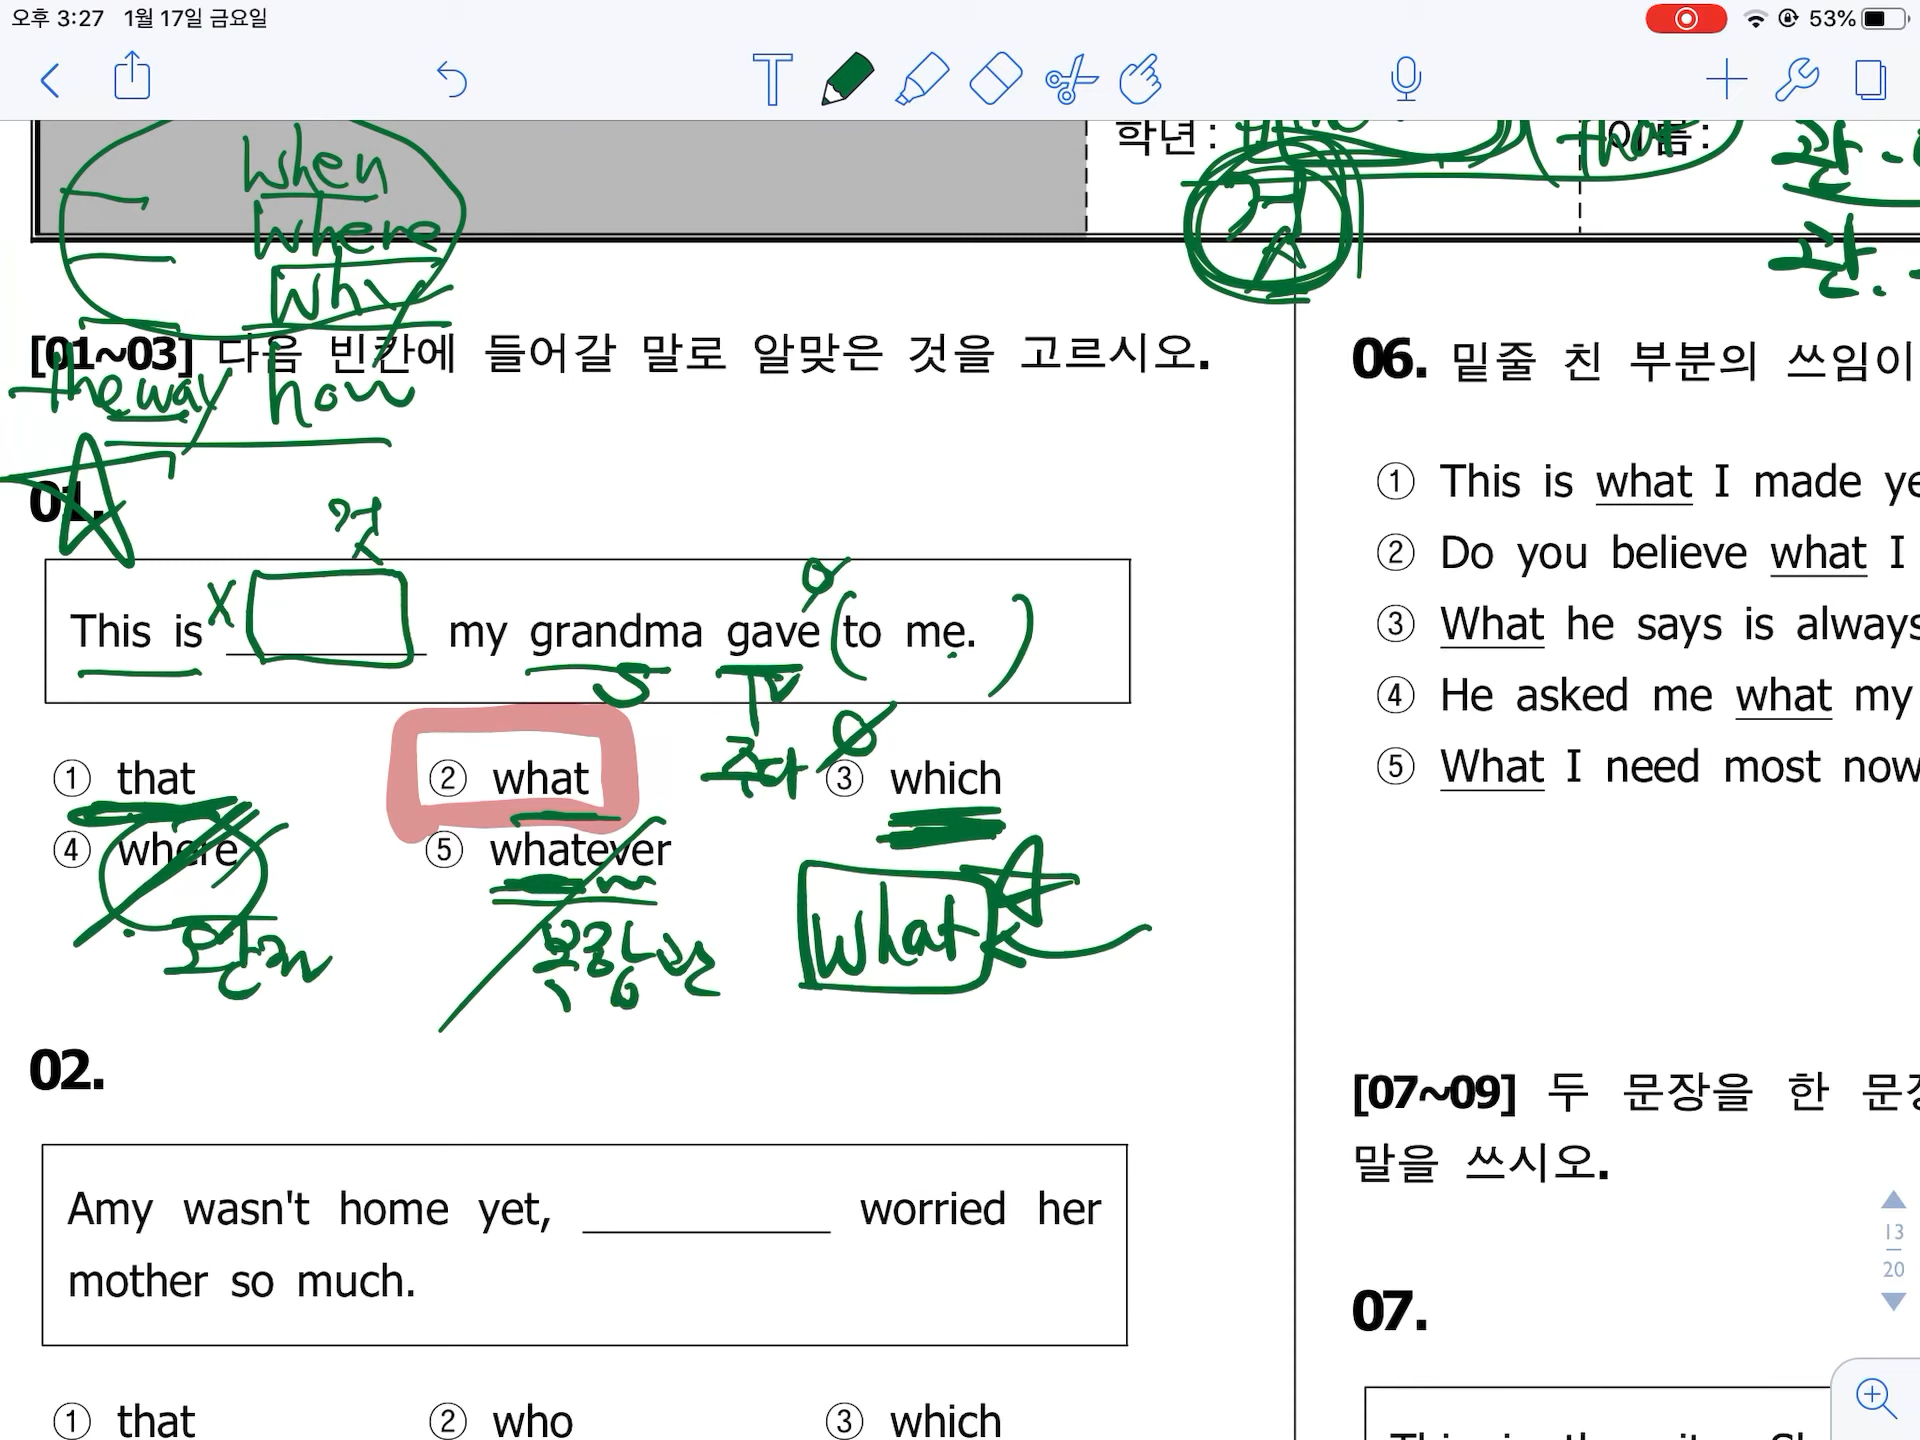 오후 3:27 1월 17일 금요일
53%
학년 :
이름:
when
where
why
[01~03] 다음 빈칸에 들어갈 말로 알맞은 것을 고르시오.
the way / how
01.
것
This is ____ my grandma gave (to me. )
S
주다
① that
② what
③ which
④ where
⑤ whatever
what
02.
Amy wasn't home yet, ____ worried her
mother so much.
① that
② who
③ which
관.
관.
06. 밑줄 친 부분의 쓰임이
① This is what I made ye
② Do you believe what I
③ What he says is always
④ He asked me what my
⑤ What I need most now
[07~09] 두 문장을 한
말을 쓰시오.
07.
13
20